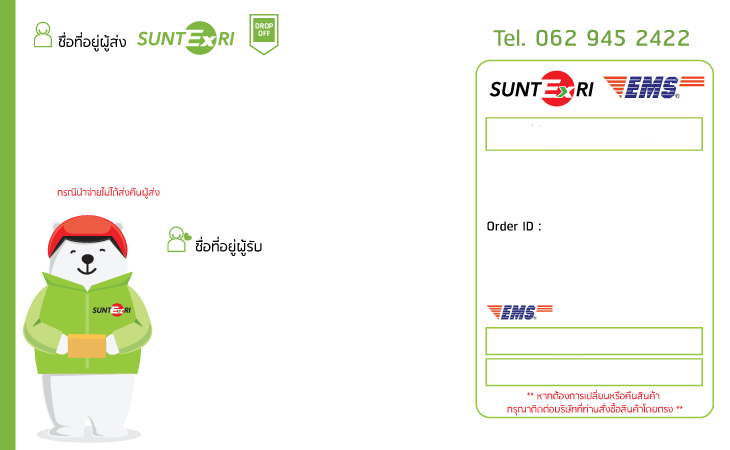 ชื่อที่อยู่ผู้ส่ง SUNTExRI DROP OFF
Tel. 062 945 2422
SUNTExRI EMS®
กรณีนำจ่ายไม่ได้ส่งคืนผู้ส่ง
Order ID :
ชื่อที่อยู่ผู้รับ
SUNTExRI
EMS®
** หากต้องการเปลี่ยนหรือคืนสินค้า
กรุณาติดต่อบริษัทที่ท่านสั่งซื้อสินค้าโดยตรง **